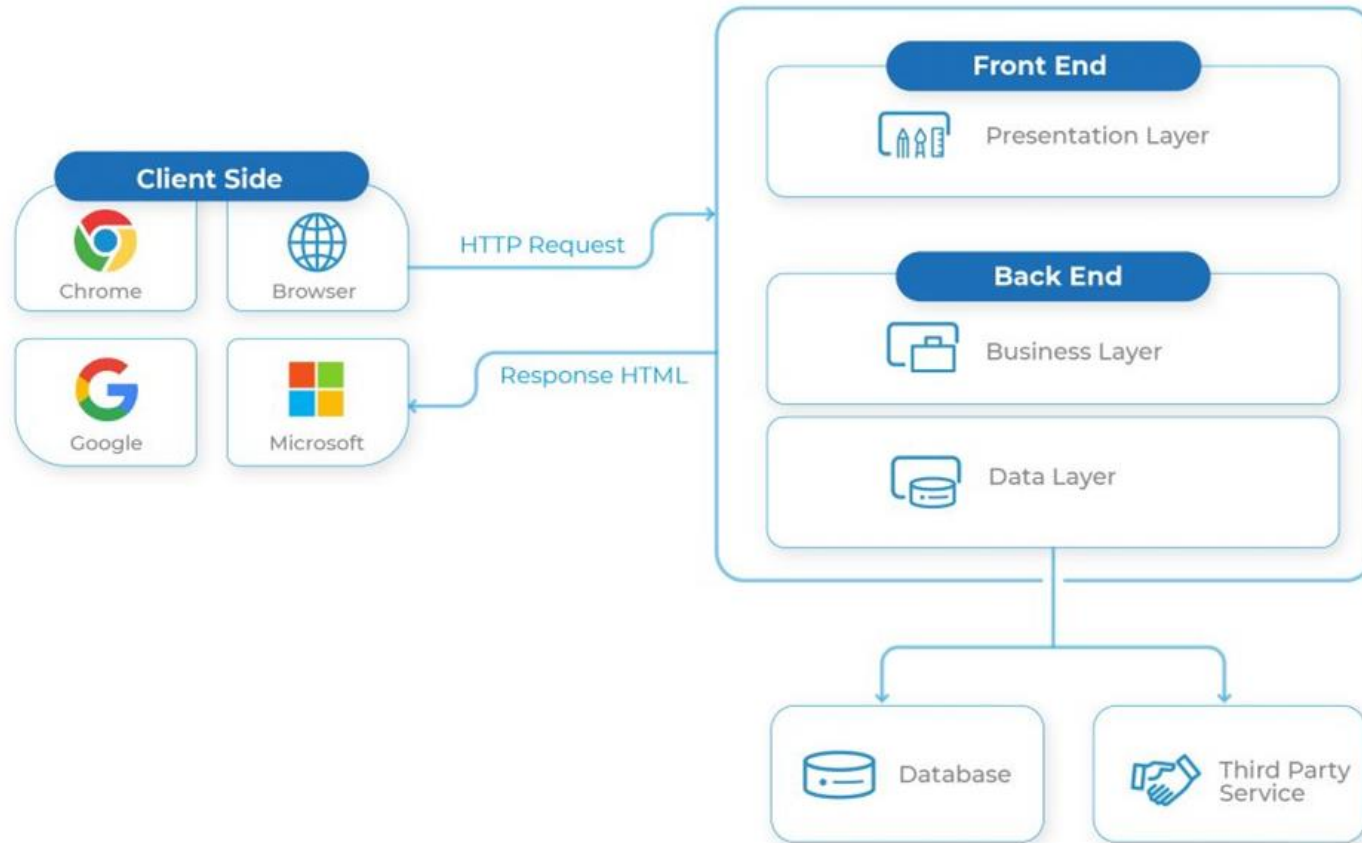 Front End
Presentation Layer
Client Side
Chrome
Browser
HTTP Request
Back End
Business Layer
Response HTML
Google
Microsoft
Data Layer
Database
Third Party
Service